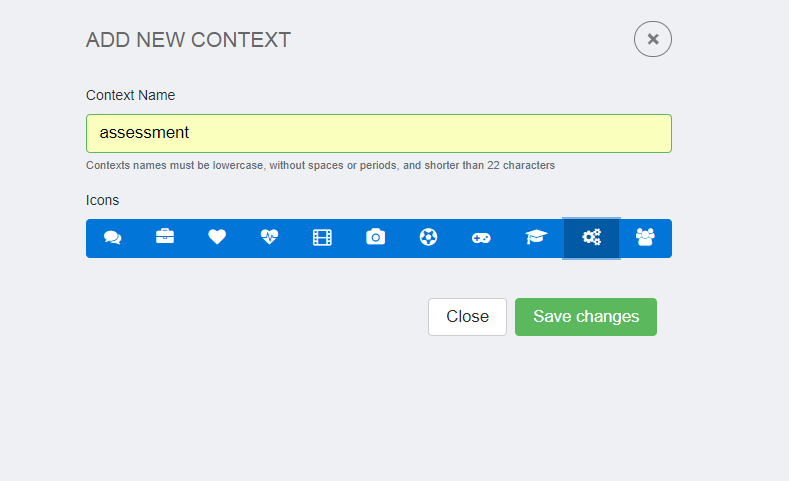 ADD NEW CONTEXT
Context Name
assessment
Contexts names must be lowercase, without spaces or periods, and shorter than 22 characters
Icons
Close Save changes